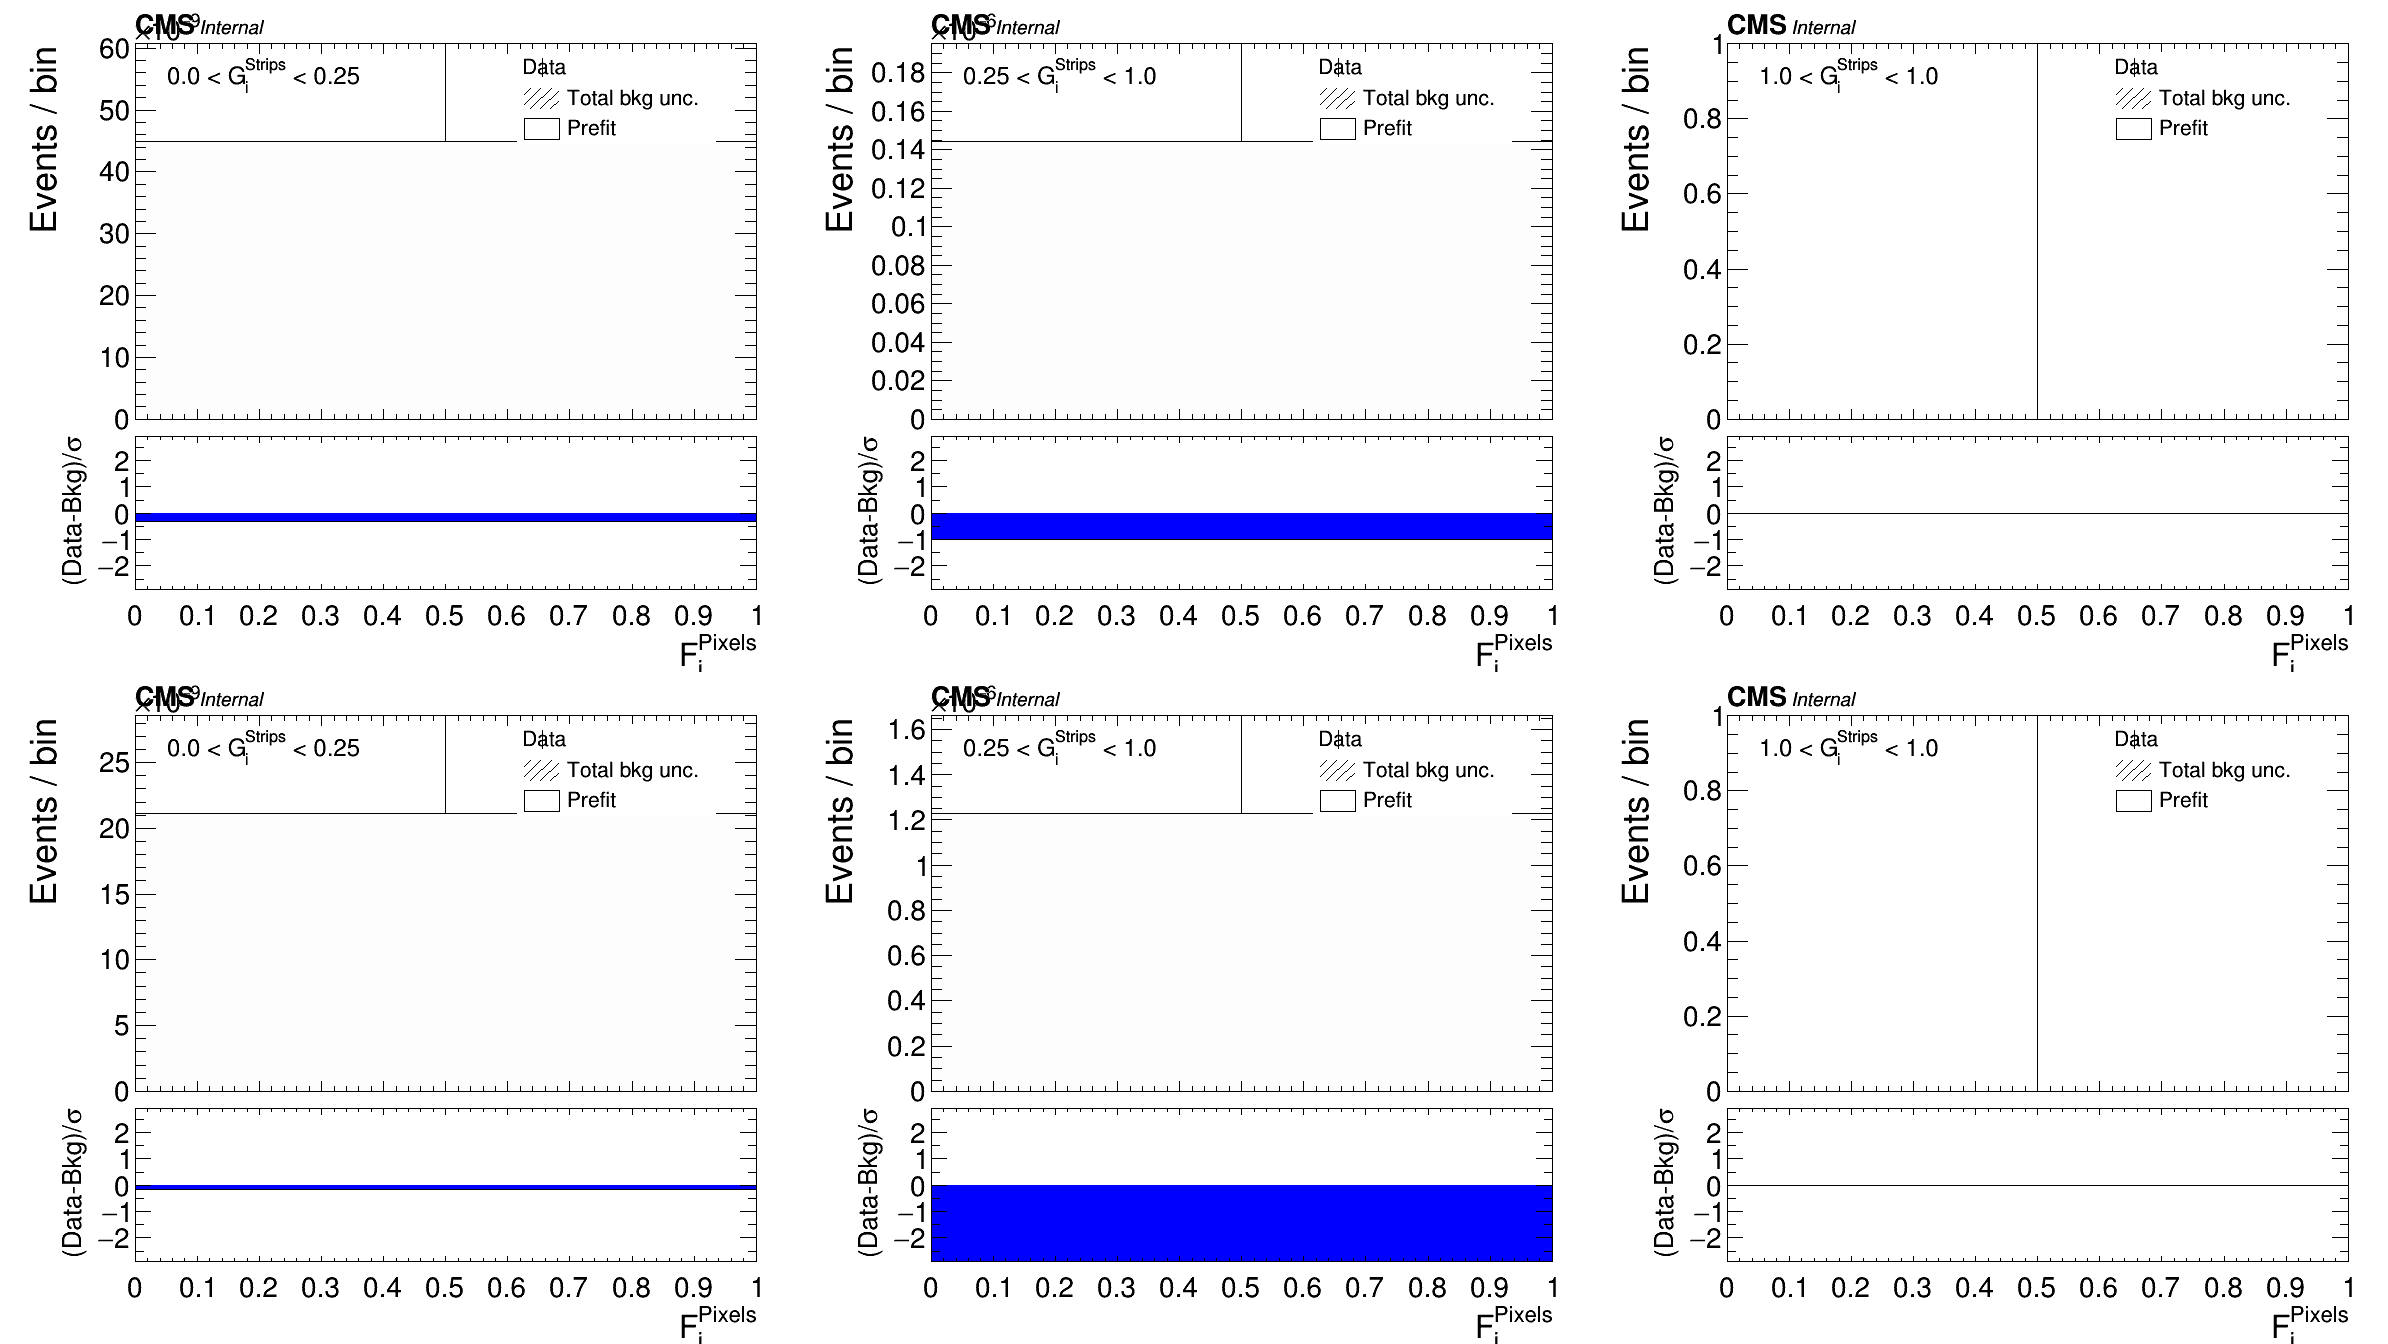 CMS Internal
60
50
40
30
20
10
0
Events / bin
0.0 < G_i^Strips < 0.25
Data
Total bkg unc.
Prefit
2
1
0
−1
−2
(Data-Bkg)/σ
0 0.1 0.2 0.3 0.4 0.5 0.6 0.7 0.8 0.9 1
F_i^Pixels
CMS Internal
0.18
0.16
0.14
0.12
0.1
0.08
0.06
0.04
0.02
0
Events / bin
0.25 < G_i^Strips < 1.0
Data
Total bkg unc.
Prefit
2
1
0
−1
−2
(Data-Bkg)/σ
0 0.1 0.2 0.3 0.4 0.5 0.6 0.7 0.8 0.9 1
F_i^Pixels
CMS Internal
1
0.8
0.6
0.4
0.2
0
Events / bin
1.0 < G_i^Strips < 1.0
Data
Total bkg unc.
Prefit
2
1
0
−1
−2
(Data-Bkg)/σ
0 0.1 0.2 0.3 0.4 0.5 0.6 0.7 0.8 0.9 1
F_i^Pixels
CMS Internal
25
20
15
10
5
0
Events / bin
0.0 < G_i^Strips < 0.25
Data
Total bkg unc.
Prefit
2
1
0
−1
−2
(Data-Bkg)/σ
0 0.1 0.2 0.3 0.4 0.5 0.6 0.7 0.8 0.9 1
F_i^Pixels
CMS Internal
1.6
1.4
1.2
1
0.8
0.6
0.4
0.2
0
Events / bin
0.25 < G_i^Strips < 1.0
Data
Total bkg unc.
Prefit
2
1
0
−1
−2
(Data-Bkg)/σ
0 0.1 0.2 0.3 0.4 0.5 0.6 0.7 0.8 0.9 1
F_i^Pixels
CMS Internal
1
0.8
0.6
0.4
0.2
0
Events / bin
1.0 < G_i^Strips < 1.0
Data
Total bkg unc.
Prefit
2
1
0
−1
−2
(Data-Bkg)/σ
0 0.1 0.2 0.3 0.4 0.5 0.6 0.7 0.8 0.9 1
F_i^Pixels